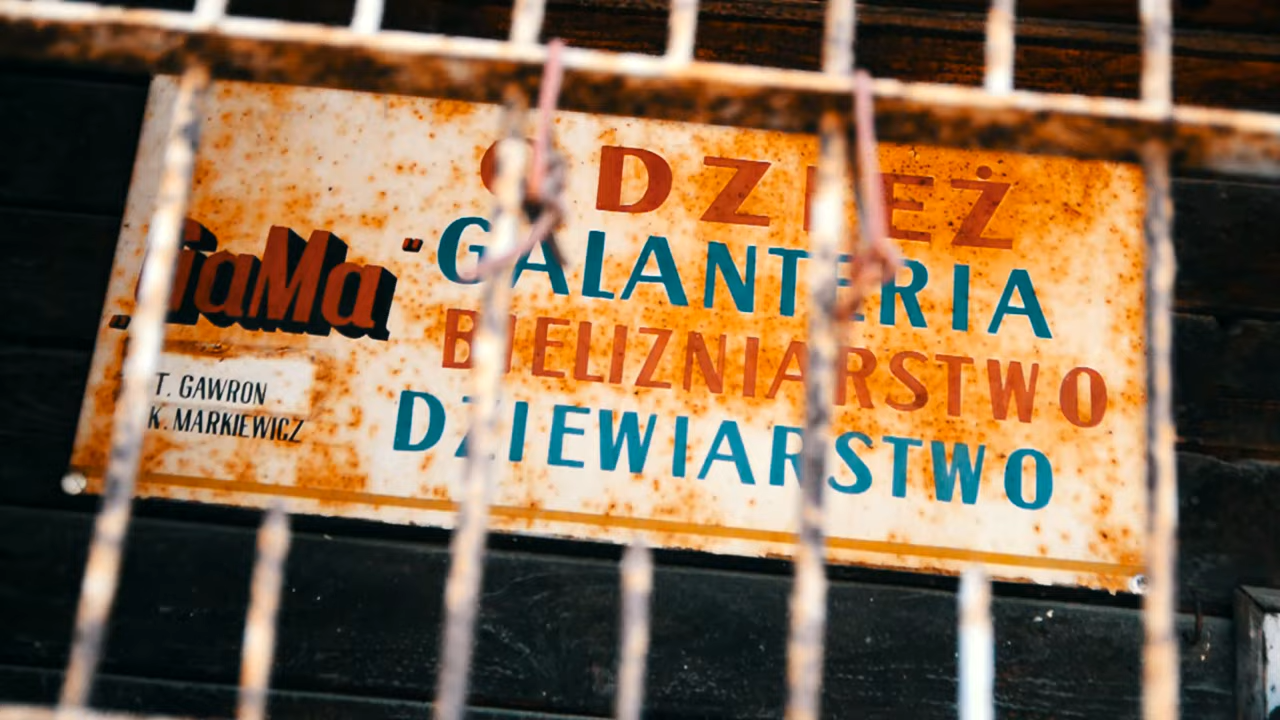 ODZIEŻ
„GaMa"
GALANTERIA
BIELIZNIARSTWO
DZIEWIARSTWO
T. GAWRON
K. MARKIEWICZ